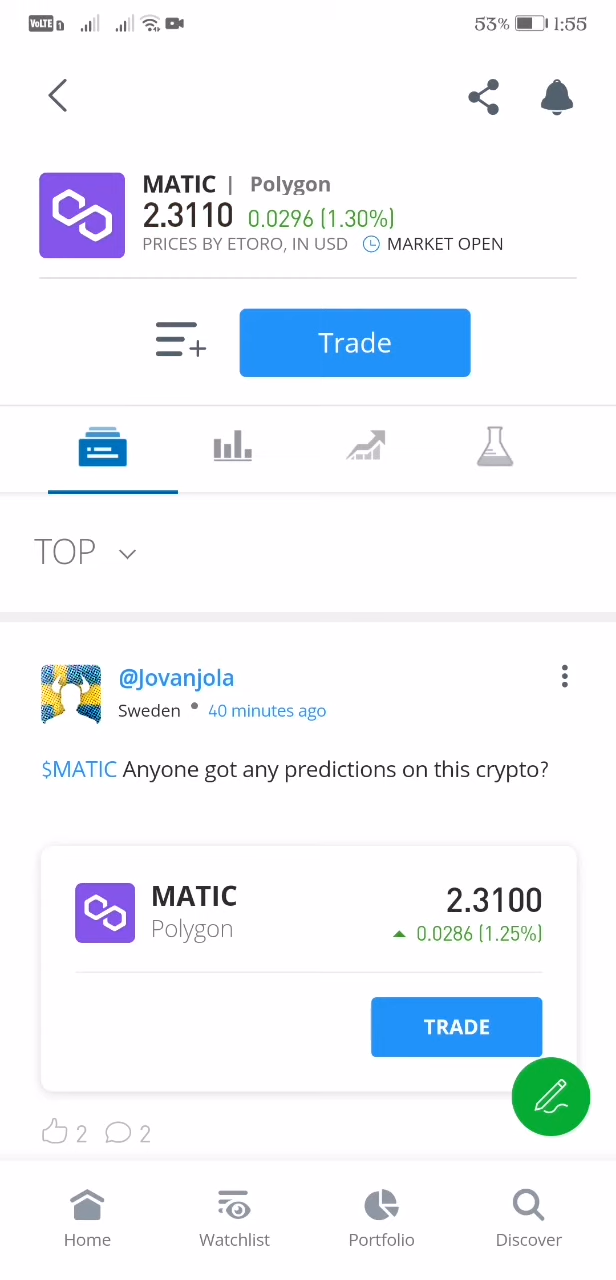 VoLTE 1 53% 1:55
MATIC | Polygon
2.3110 0.0296 (1.30%)
PRICES BY ETORO, IN USD MARKET OPEN
Trade
TOP
@Jovanjola
Sweden • 40 minutes ago
$MATIC Anyone got any predictions on this crypto?
MATIC 2.3100
Polygon 0.0286 (1.25%)
TRADE
2 2
Home Watchlist Portfolio Discover